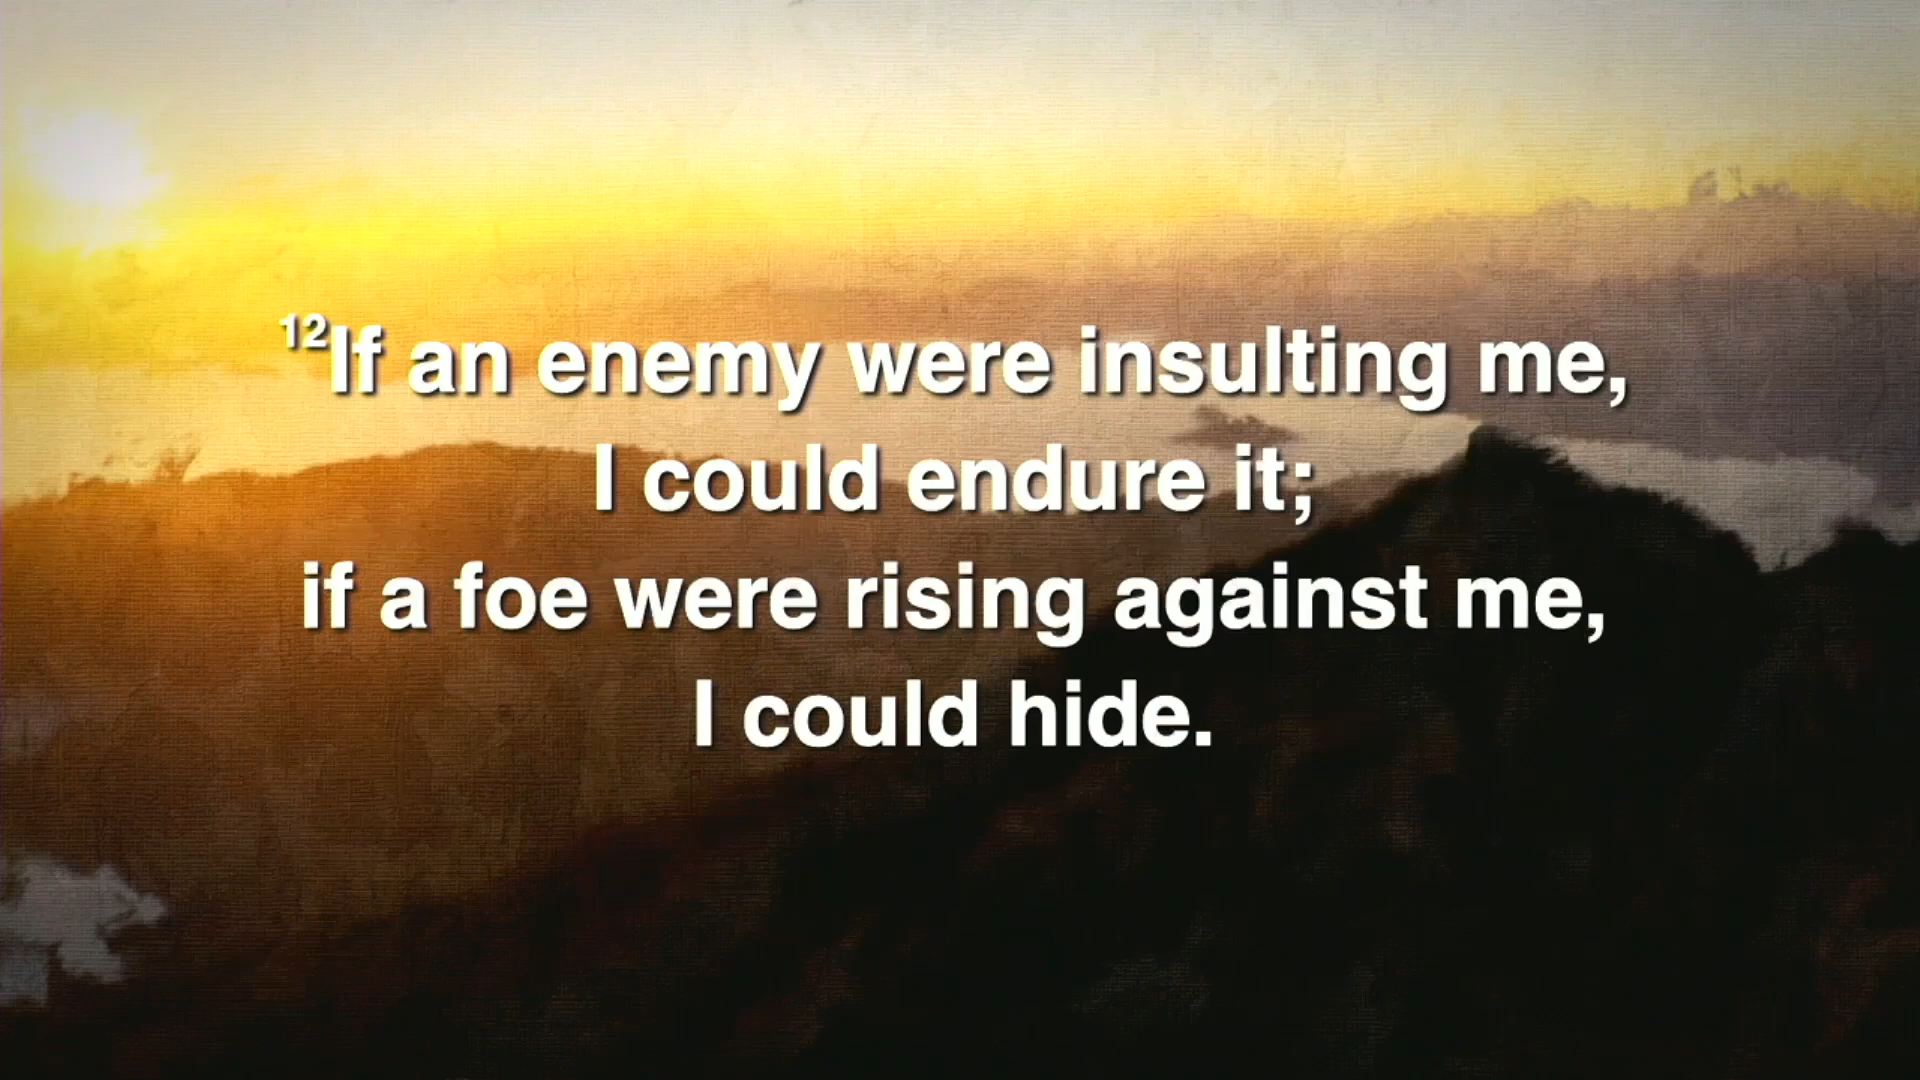 12If an enemy were insulting me,
I could endure it;
if a foe were rising against me,
I could hide.